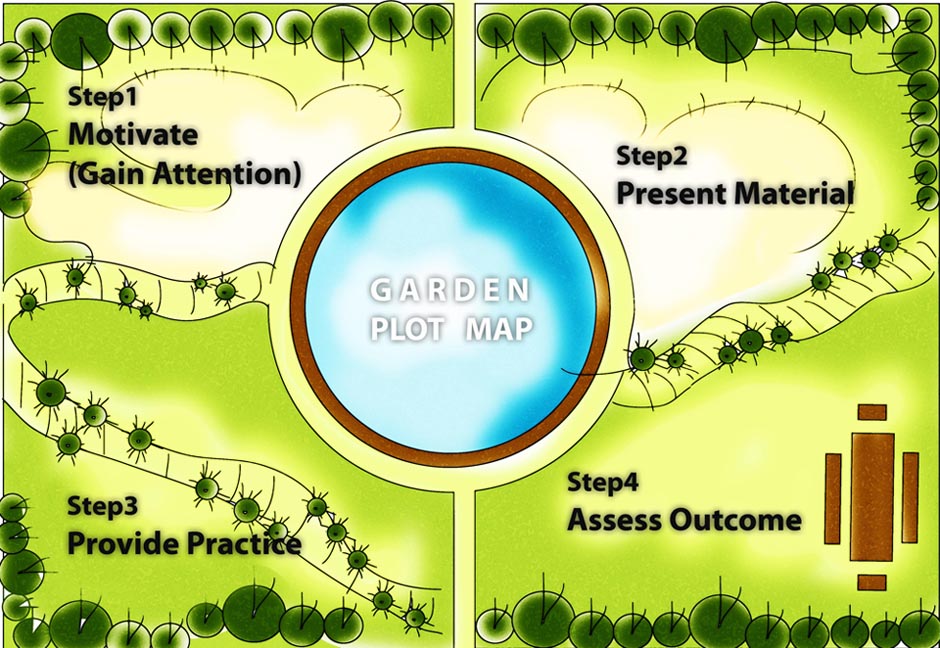 Step1
Motivate
(Gain Attention)
Step2
Present Material
GARDEN
PLOT MAP
Step3
Provide Practice
Step4
Assess Outcome